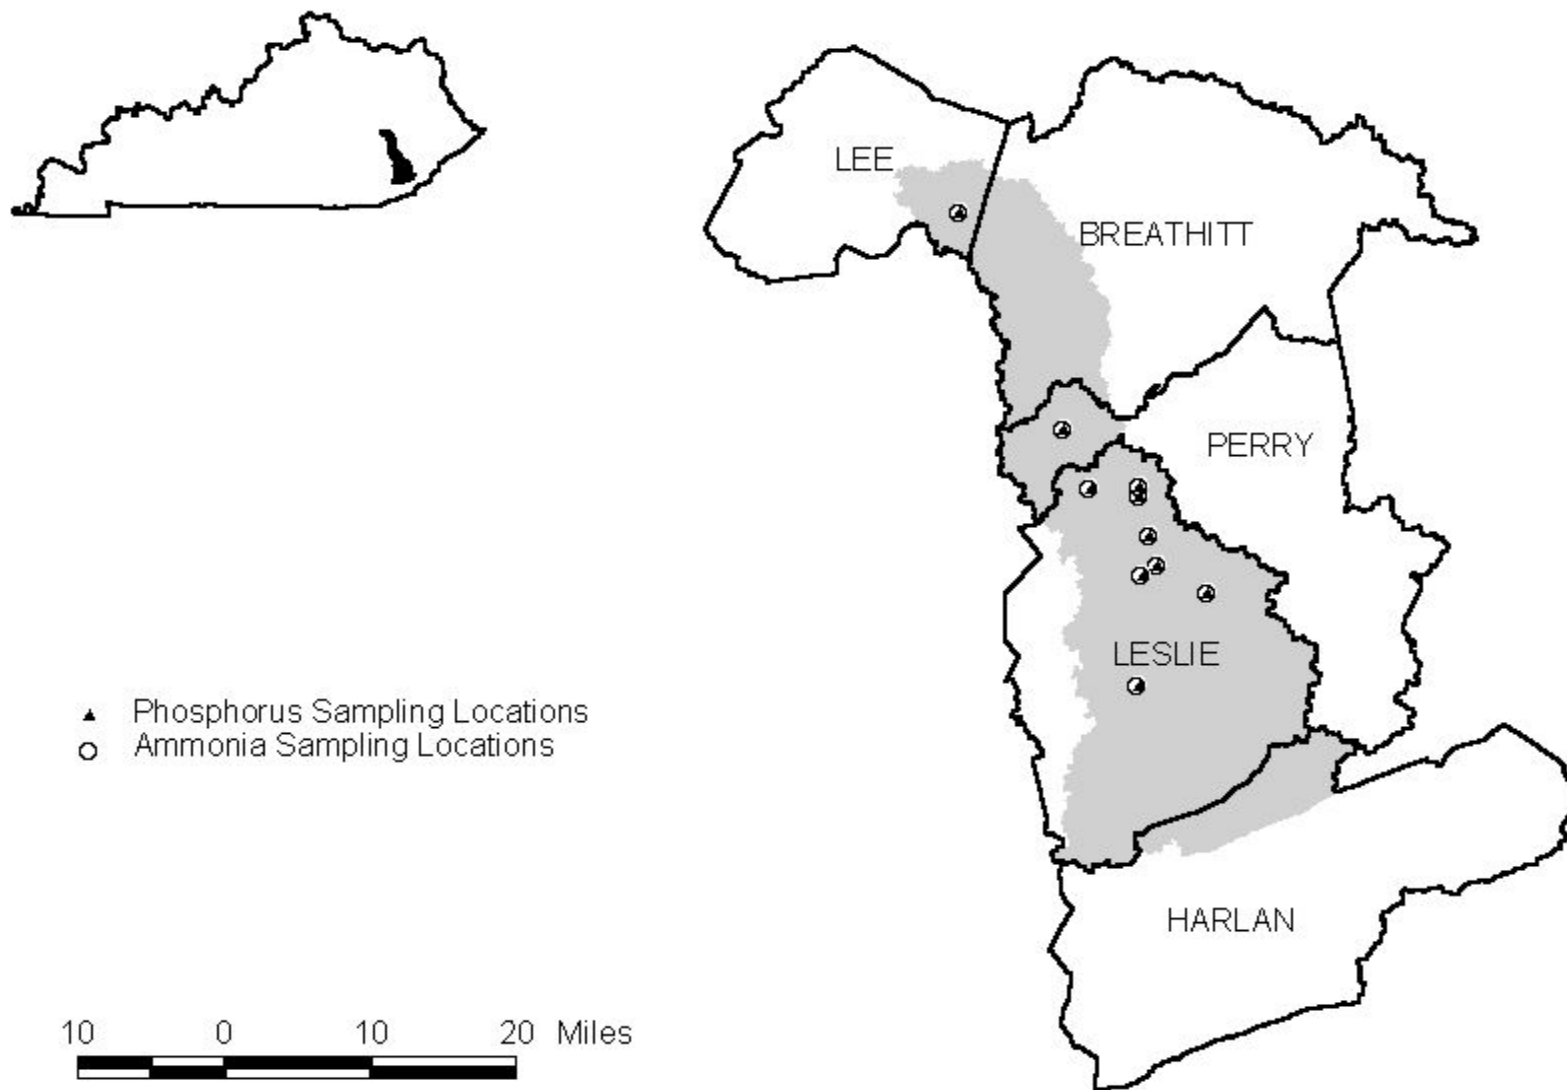 LEE
BREATHITT
PERRY
LESLIE
Phosphorus Sampling Locations
Ammonia Sampling Locations
HARLAN
10 0 10 20 Miles